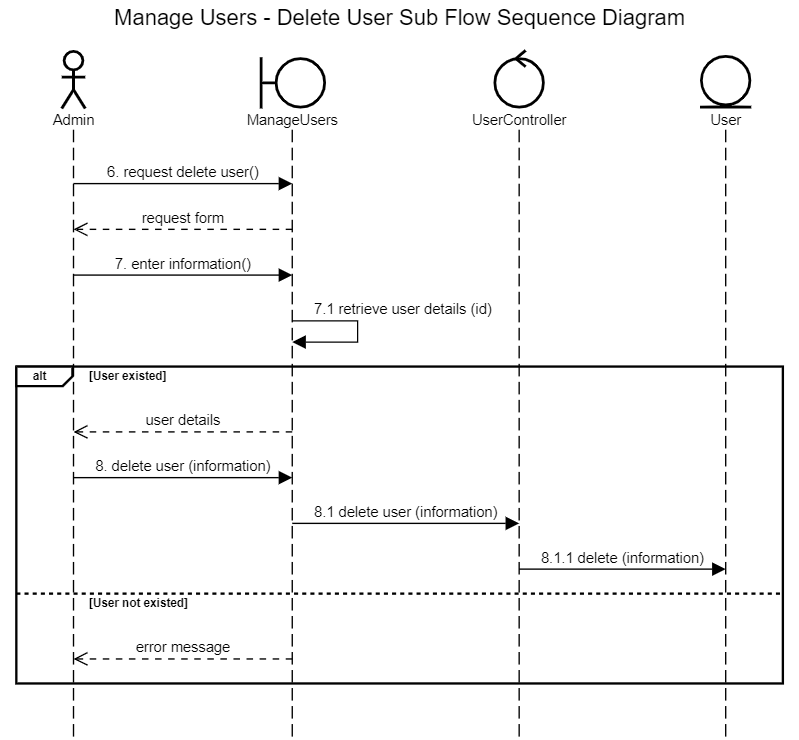 Manage Users - Delete User Sub Flow Sequence Diagram
Admin
ManageUsers
UserController
User
6. request delete user()
request form
7. enter information()
7.1 retrieve user details (id)
alt
[User existed]
user details
8. delete user (information)
8.1 delete user (information)
8.1.1 delete (information)
[User not existed]
error message